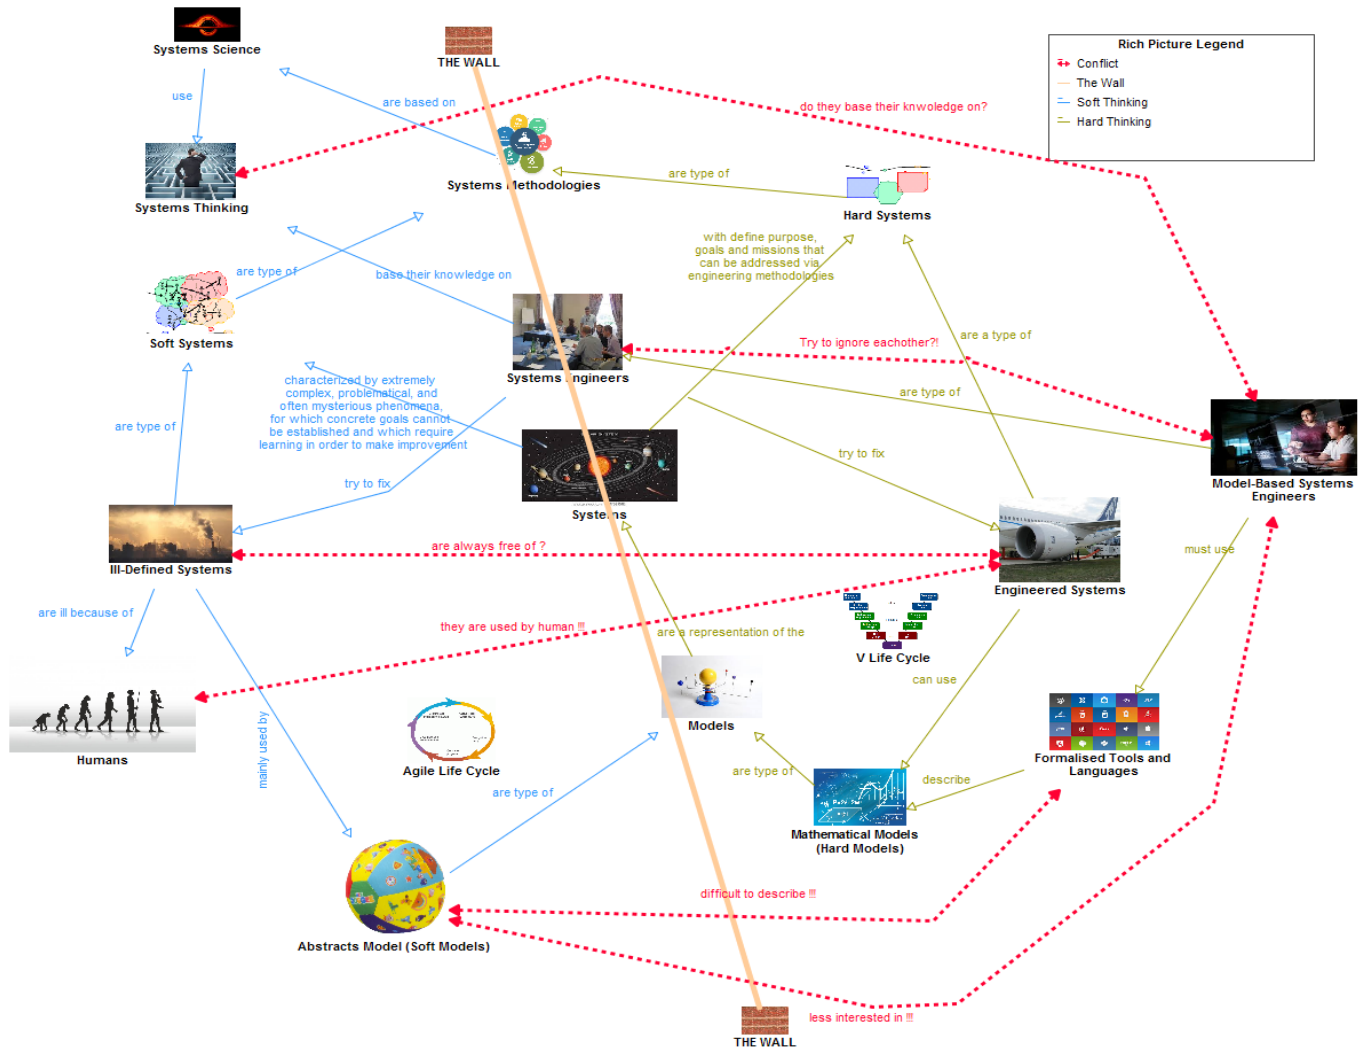 Systems Science
THE WALL
Rich Picture Legend
Conflict
The Wall
Soft Thinking
Hard Thinking
use
are based on
do they base their knwoledge on?
Systems Thinking
Systems Methodologies
are type of
Hard Systems
with define purpose,
goals and missions that
can be addressed via
engineering methodologies
are type of
base their knowledge on
Soft Systems
Systems Engineers
Try to ignore eachother?!
are a type of
are type of
characterized by extremely
complex, problematical, and
often mysterious phenomena,
for which concrete goals cannot
be established and which require
learning in order to make improvement
are type of
try to fix
try to fix
Model-Based Systems
Engineers
Systems
are always free of ?
must use
Ill-Defined Systems
Engineered Systems
are ill because of
they are used by human !!!
are a representation of the
V Life Cycle
can use
Humans
mainly used by
Agile Life Cycle
Models
Formalised Tools and
Languages
are type of
are type of
describe
Mathematical Models
(Hard Models)
difficult to describe !!!
Abstracts Model (Soft Models)
less interested in !!!
THE WALL